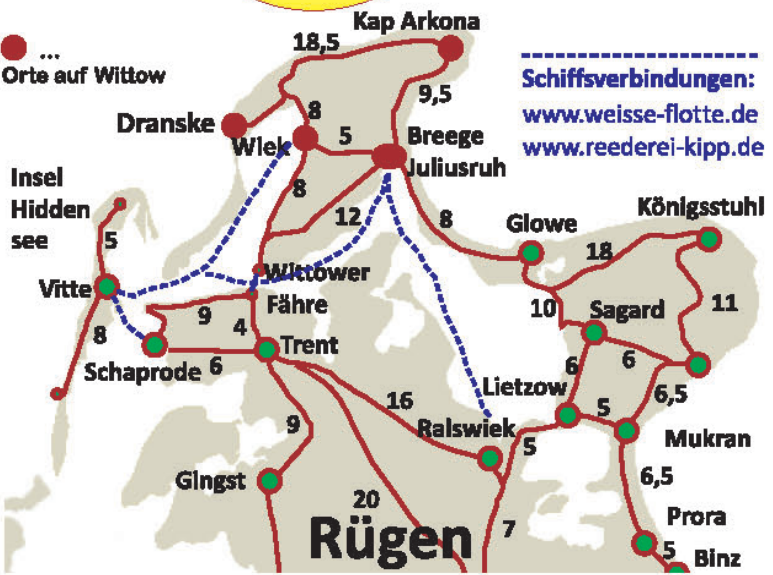 Kap Arkona
...
Orte auf Wittow
18,5
Schiffsverbindungen:
www.weisse-flotte.de
www.reederei-kipp.de
9,5
8
Dranske
Wiek
5
Breege
Juliusruh
Insel
Hidden
see
8
12
8
Glowe
Königsstuhl
18
5
Wittower
Fähre
Vitte
9
4
10
Sagard
11
8
Schaprode
6
Trent
6
6
Lietzow
6,5
16
5
Ralswiek
5
Mukran
9
Gingst
6,5
20
7
Rügen
Prora
5
Binz